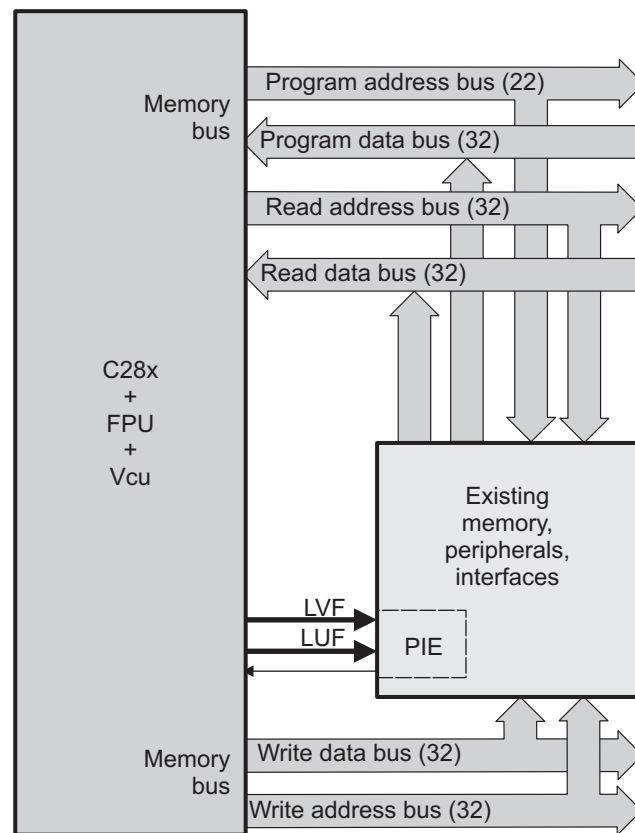 Program address bus (22)
Memory
bus
Program data bus (32)
Read address bus (32)
Read data bus (32)
C28x
+
FPU
+
Vcu
Existing
memory,
peripherals,
interfaces
LVF
LUF
PIE
Memory
bus
Write data bus (32)
Write address bus (32)